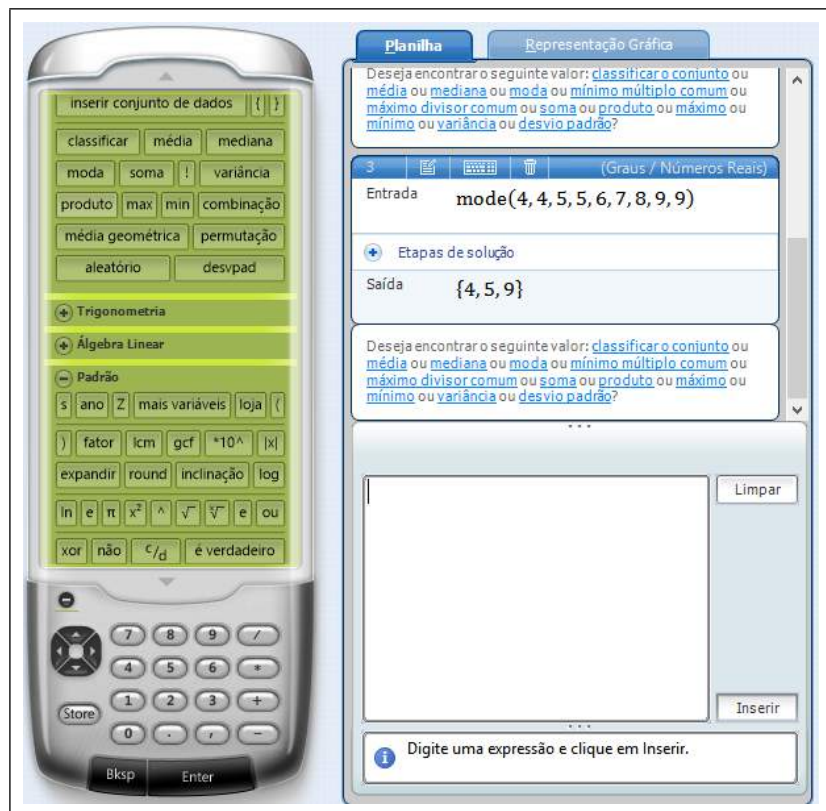 inserir conjunto de dados { }
classificar média mediana
moda soma ! variância
produto max min combinação
média geométrica permutação
aleatório desvpad
Trigonometria
Álgebra Linear
Padrão
s ano Z mais variáveis loja (
) fator lcm gcf *10^ |x|
expandir round inclinação log
ln e π x² ^ √ ∛ e ou
xor não c/d é verdadeiro
7 8 9 /
4 5 6 *
Store 1 2 3 +
0 . , −
Bksp Enter
Planilha Representação Gráfica
Deseja encontrar o seguinte valor: classificar o conjunto ou
média ou mediana ou moda ou mínimo múltiplo comum ou
máximo divisor comum ou soma ou produto ou máximo ou
mínimo ou variância ou desvio padrão?
3 (Graus / Números Reais)
Entrada mode(4, 4, 5, 5, 6, 7, 8, 9, 9)
Etapas de solução
Saída {4, 5, 9}
Deseja encontrar o seguinte valor: classificar o conjunto ou
média ou mediana ou moda ou mínimo múltiplo comum ou
máximo divisor comum ou soma ou produto ou máximo ou
mínimo ou variância ou desvio padrão?
Limpar
Inserir
Digite uma expressão e clique em Inserir.